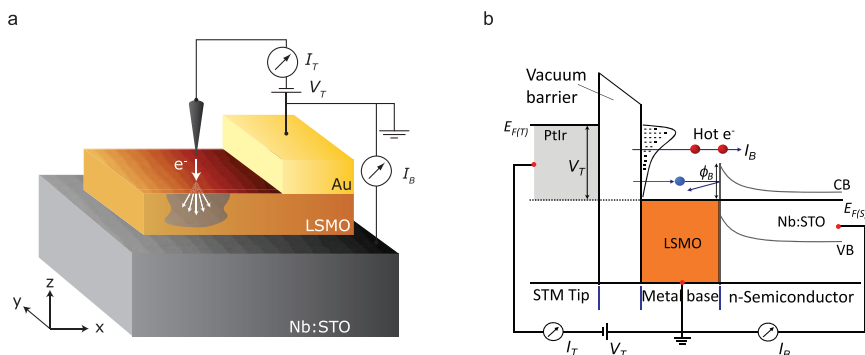 a
I_T
V_T
e-
I_B
Au
LSMO
Nb:STO
z
y
x
b
Vacuum
barrier
E_F(T)
PtIr
Hot e-
I_B
V_T
ϕ_B
CB
E_F(S)
Nb:STO
LSMO
VB
STM Tip
Metal base
n-Semiconductor
I_T
V_T
I_B